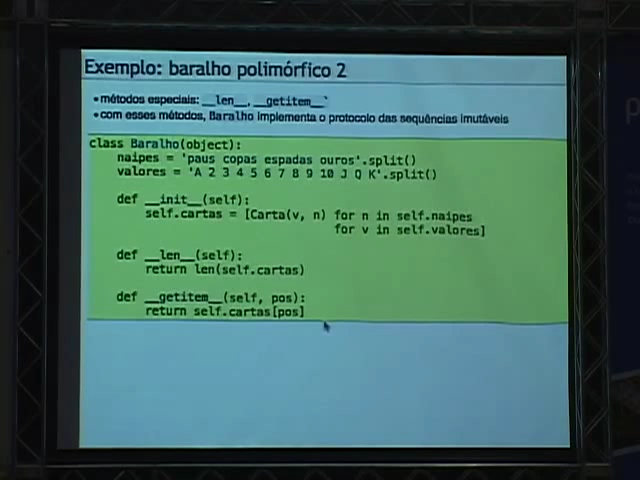 Exemplo: baralho polimórfico 2
• métodos especiais: __len__, __getitem__`
• com esses métodos, Baralho implementa o protocolo das sequências imutáveis
class Baralho(object):
    naipes = 'paus copas espadas ouros'.split()
    valores = 'A 2 3 4 5 6 7 8 9 10 J Q K'.split()
    def __init__(self):
        self.cartas = [Carta(v, n) for n in self.naipes
                                   for v in self.valores]
    def __len__(self):
        return len(self.cartas)
    def __getitem__(self, pos):
        return self.cartas[pos]